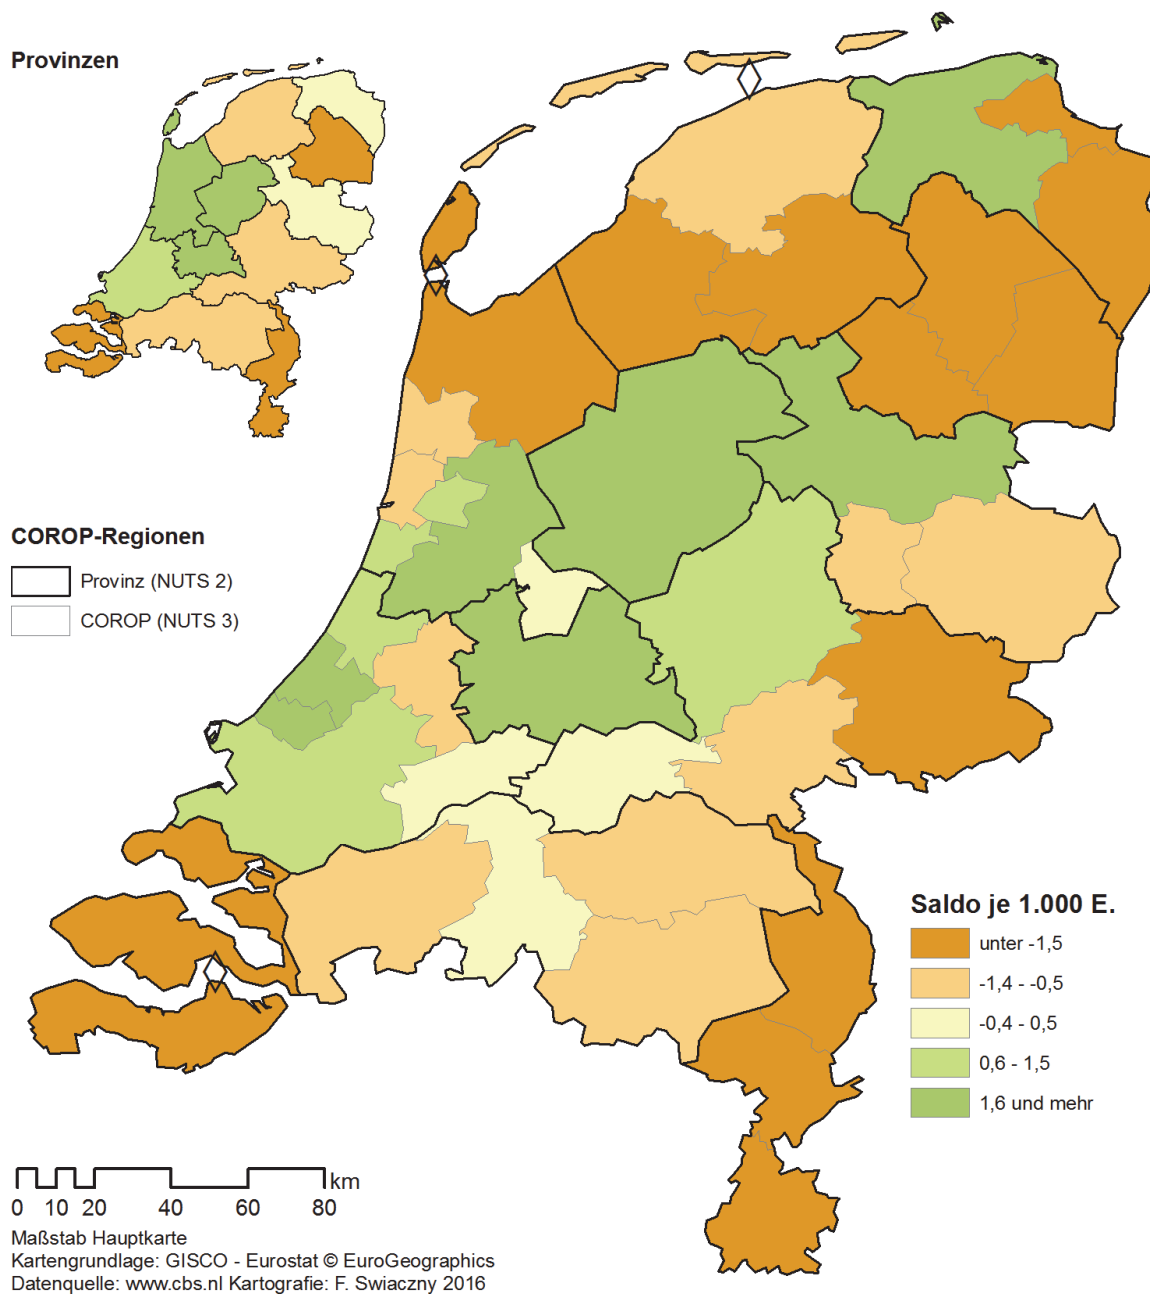 Provinzen
COROP-Regionen
Provinz (NUTS 2)
COROP (NUTS 3)
Saldo je 1.000 E.
unter -1,5
-1,4 - -0,5
-0,4 - 0,5
0,6 - 1,5
1,6 und mehr
km
0 10 20 40 60 80
Maßstab Hauptkarte
Kartengrundlage: GISCO - Eurostat © EuroGeographics
Datenquelle: www.cbs.nl Kartografie: F. Swiaczny 2016